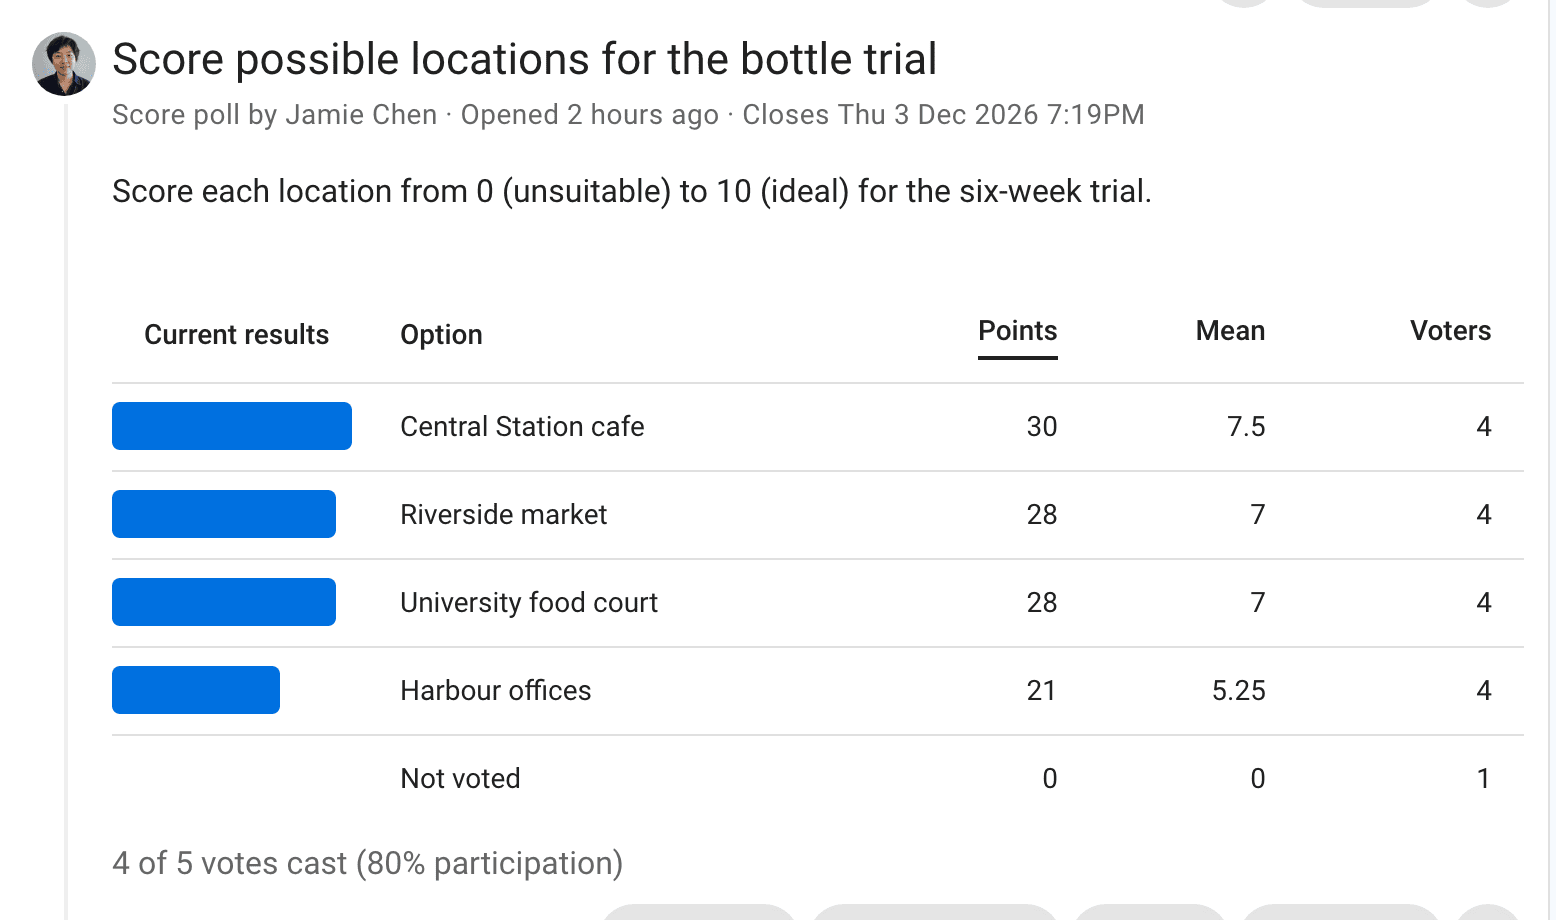 Score possible locations for the bottle trial
Score poll by Jamie Chen · Opened 2 hours ago · Closes Thu 3 Dec 2026 7:19PM
Score each location from 0 (unsuitable) to 10 (ideal) for the six-week trial.
Current results Option Points Mean Voters
Central Station cafe 30 7.5 4
Riverside market 28 7 4
University food court 28 7 4
Harbour offices 21 5.25 4
Not voted 0 0 1
4 of 5 votes cast (80% participation)